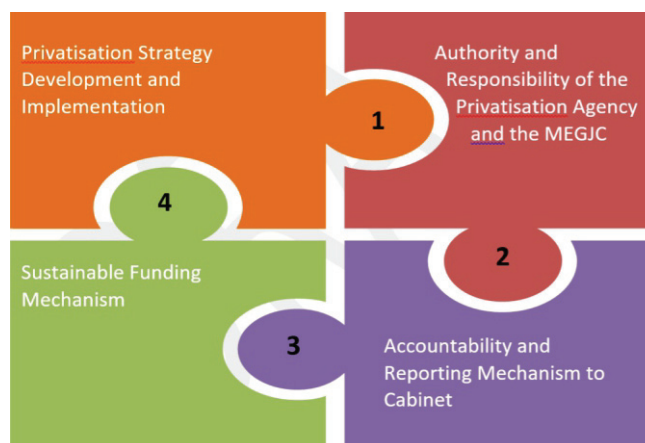 Privatisation Strategy
Development and
Implementation
1
Authority and
Responsibility of the
Privatisation Agency
and the MEGJC
4
2
Sustainable Funding
Mechanism
3
Accountability and
Reporting Mechanism to
Cabinet